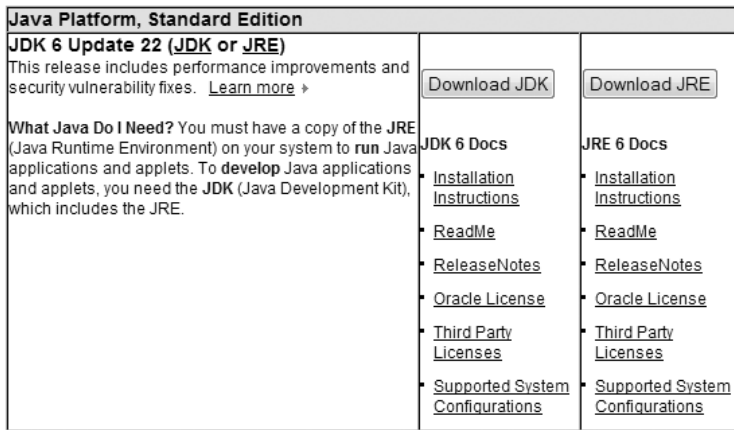 Java Platform, Standard Edition
JDK 6 Update 22 (JDK or JRE)
This release includes performance improvements and
security vulnerability fixes. Learn more
What Java Do I Need? You must have a copy of the JRE
(Java Runtime Environment) on your system to run Java
applications and applets. To develop Java applications
and applets, you need the JDK (Java Development Kit),
which includes the JRE.
Download JDK
JDK 6 Docs
Installation
Instructions
ReadMe
ReleaseNotes
Oracle License
Third Party
Licenses
Supported System
Configurations
Download JRE
JRE 6 Docs
Installation
Instructions
ReadMe
ReleaseNotes
Oracle License
Third Party
Licenses
Supported System
Configurations